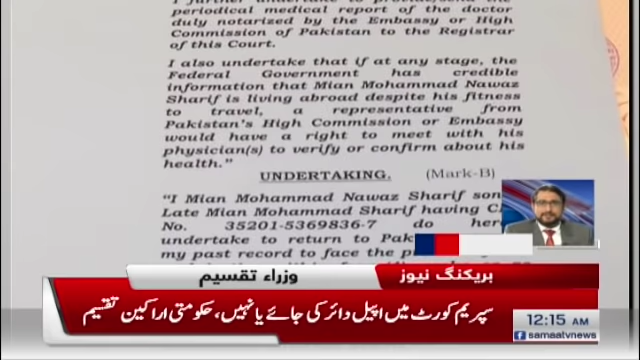 I further undertake to provide/send the
periodical medical report of the doctor
duly notarized by the Embassy or High
Commission of Pakistan to the Registrar
of this Court.
I also undertake that if at any stage, the
Federal Government has credible
information that Mian Mohammad Nawaz
Sharif is living abroad despite his fitness
to travel, a representative from
Pakistan's High Commission or Embassy
would have a right to meet with his
physician(s) to verify or confirm about his
health."
UNDERTAKING. (Mark-B)
"I Mian Mohammad Nawaz Sharif son
Late Mian Mohammad Sharif having
No. 35201-5369836-7 do
undertake to return to
my past record to face the
بریکنگ نیوز
وزراء تقسیم
سپریم کورٹ میں اپیل دائر کی جائے یا نہیں، حکومتی اراکین تقسیم
12:15 AM
f samaatvnews